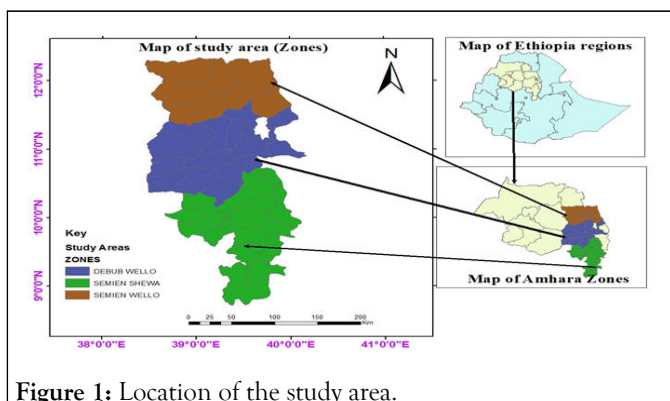 Map of study area (Zones)
N
Map of Ethiopia regions
12°0'0"N
11°0'0"N
10°0'0"N
9°0'0"N
Key
Study Areas
ZONES
DEBUB WELLO
SEMIEN SHEWA
SEMIEN WELLO
0 25 50 100 150 200
Km
Map of Amhara Zones
38°0'0"E 39°0'0"E 40°0'0"E 41°0'0"E
Figure 1: Location of the study area.